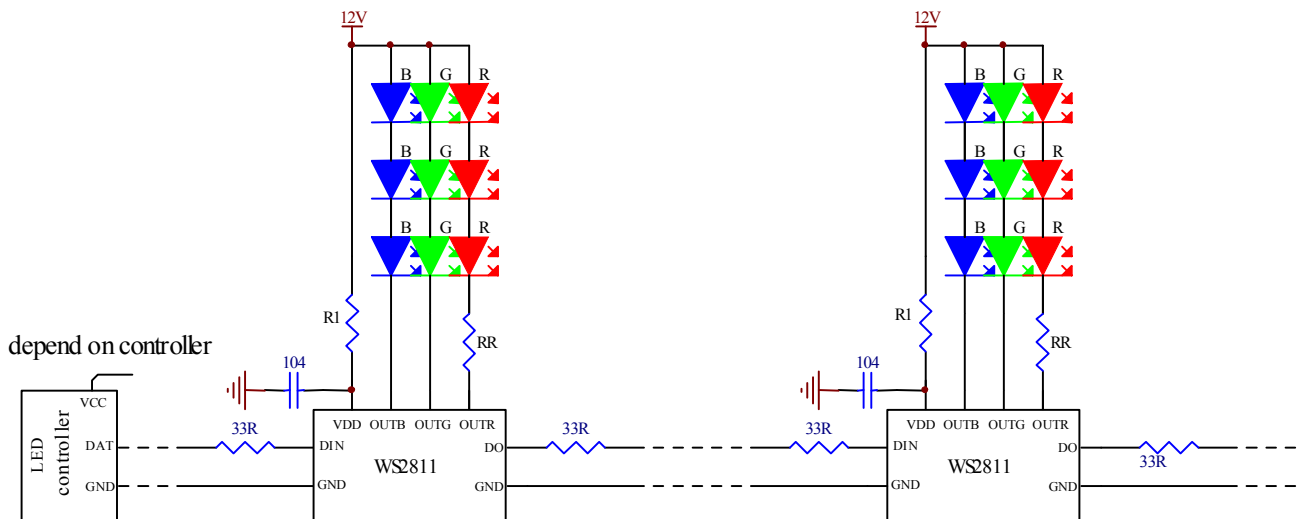 12V 12V
B G R B G R
B G R B G R
B G R B G R
R1 RR R1 RR
depend on controller
104 104
VCC
VDD OUTB OUTG OUTR VDD OUTB OUTG OUTR
33R 33R 33R
DAT DIN DO DIN DO
33R
LED controller
WS2811 WS2811
GND GND GND GND GND